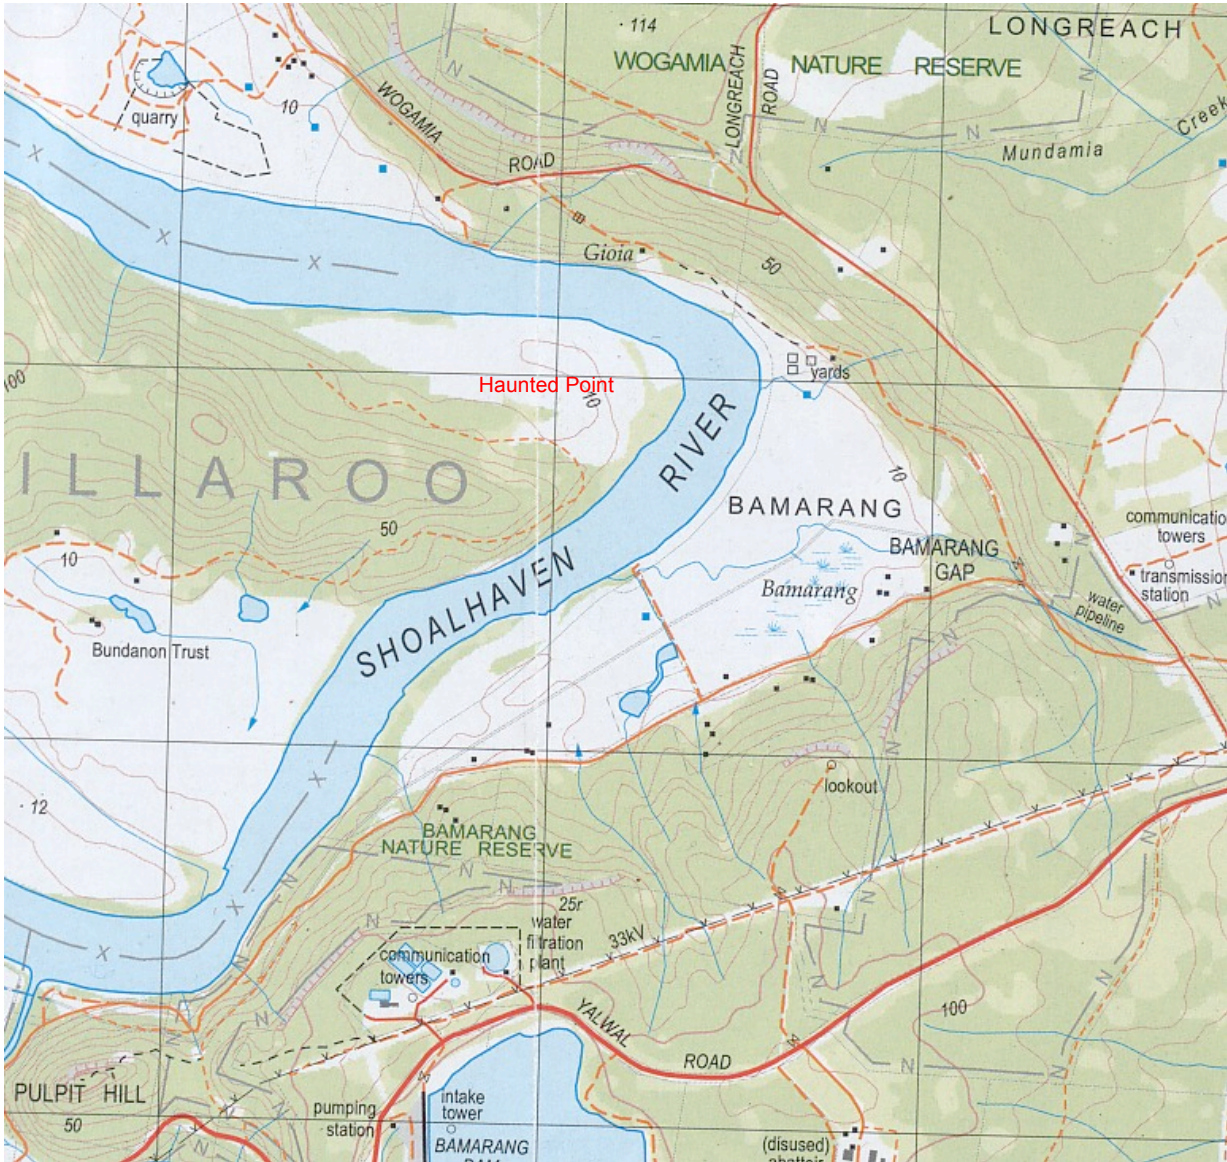 LONGREACH
114
WOGAMIA NATURE RESERVE
LONGREACH
ROAD
quarry
10
WOGAMIA
ROAD
N
N
N
N
Mundamia
Creek
X
X
X
Gioia
50
100
Haunted Point
10
yards
RIVER
ILLAROO
BAMARANG
10
50
10
communicatio
towers
BAMARANG
GAP
N
Bamarang
transmission
station
water
pipeline
N
SHOALHAVEN
N
Bundanon Trust
N
X
12
lookout
BAMARANG
NATURE RESERVE
N
N
N
N
X
25r
water
filtration
plant
33kV
N
communication
towers
X
N
YALWAL
ROAD
100
N
N
N
N
PULPIT HILL
50
N
pumping
station
intake
tower
BAMARANG
DAM
N
(disused)
abattoir